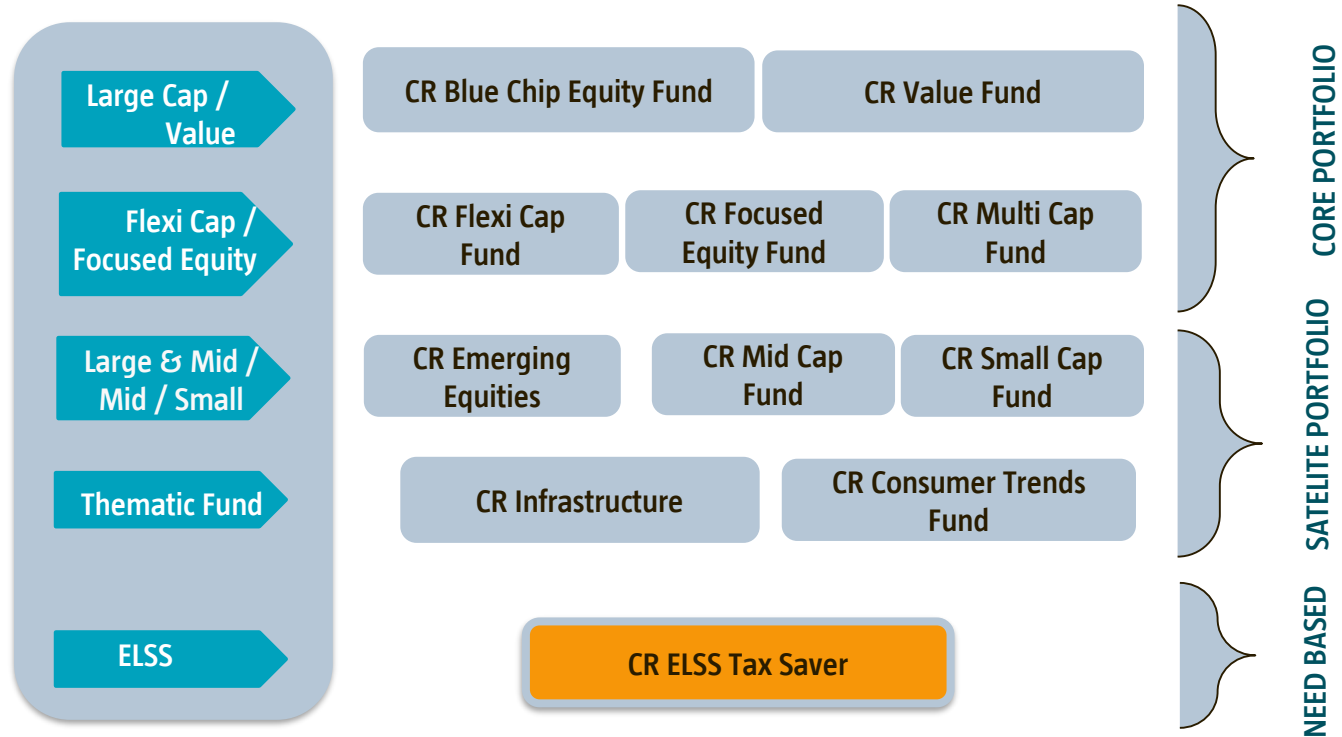 Large Cap /
Value
CR Blue Chip Equity Fund
CR Value Fund
CORE PORTFOLIO
Flexi Cap /
Focused Equity
CR Flexi Cap
Fund
CR Focused
Equity Fund
CR Multi Cap
Fund
Large & Mid /
Mid / Small
CR Emerging
Equities
CR Mid Cap
Fund
CR Small Cap
Fund
SATELITE PORTFOLIO
Thematic Fund
CR Infrastructure
CR Consumer Trends
Fund
ELSS
CR ELSS Tax Saver
NEED BASED